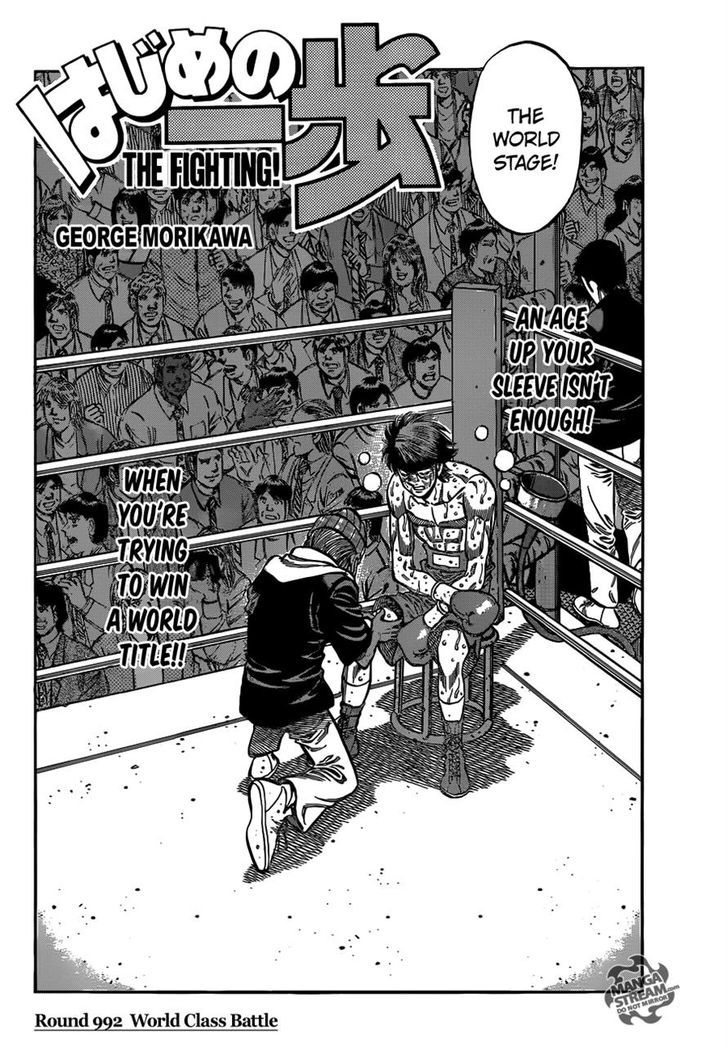 はじめの一歩
THE FIGHTING!
GEORGE MORIKAWA
THE
WORLD
STAGE!
AN ACE
UP YOUR
SLEEVE ISN'T
ENOUGH!
WHEN
YOU'RE
TRYING
TO WIN
A WORLD
TITLE!!
MANGA
STREAM.com
DO NOT MIRROR
Round 992 World Class Battle